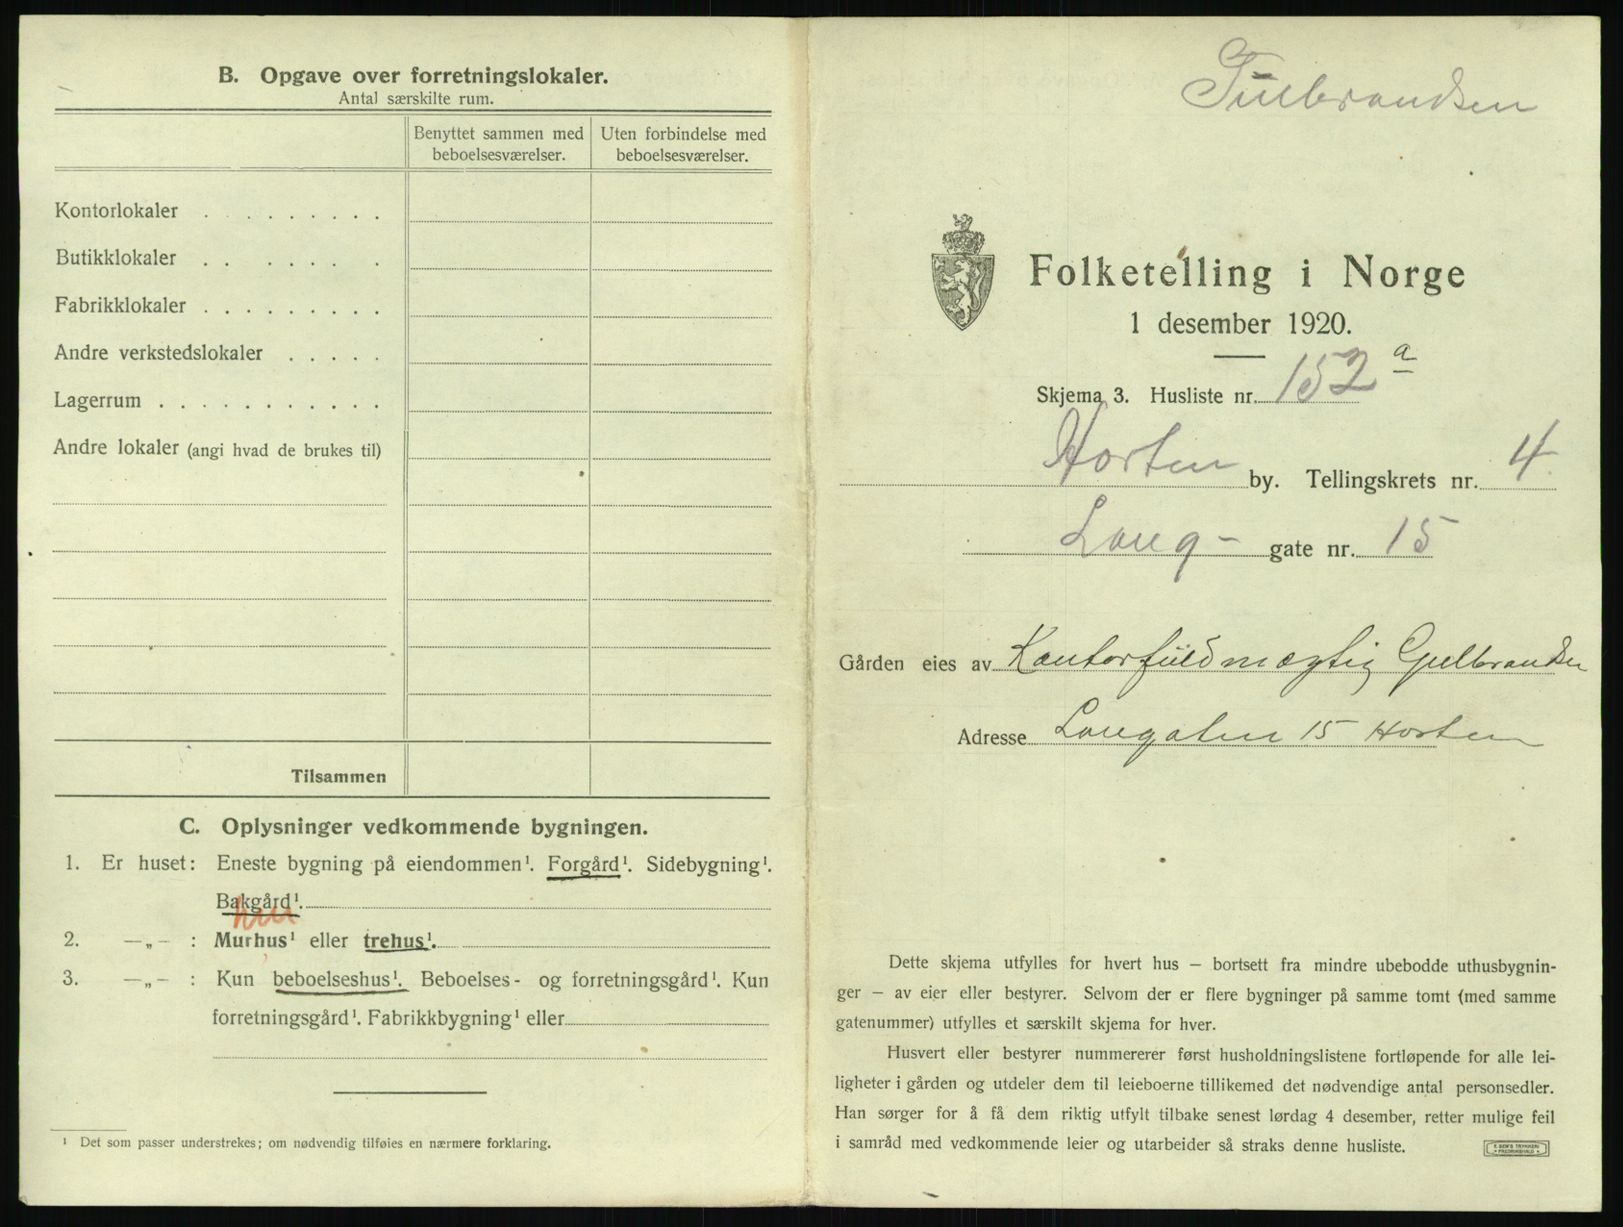 B. Opgave over forretningslokaler.
Antal særskilte rum.
Benyttet sammen med beboelsesværelser.
Uten forbindelse med beboelsesværelser.
Kontorlokaler . . . . . . . . .
Butikklokaler . . . . . . .
Fabrikklokaler . . . . . . . . .
Andre verkstedslokaler . . . . .
Lagerrum . . . . . . . . . . .
Andre lokaler (angi hvad de brukes til)
Tilsammen
C. Oplysninger vedkommende bygningen.
1. Er huset: Eneste bygning på eiendommen¹. Forgård¹. Sidebygning¹.
Bakgård¹.
2. —„— : Murhus¹ eller trehus¹.
3. —„— : Kun beboelseshus¹. Beboelses- og forretningsgård¹. Kun
forretningsgård¹. Fabrikkbygning¹ eller
¹ Det som passer understrekes; om nødvendig tilføies en nærmere forklaring.
Folketelling i Norge
1 desember 1920.
Skjema 3. Husliste nr. 152 a
Horten by. Tellingskrets nr. 4
Lang- gate nr. 15
Gården eies av Kontorfuldmægtig Gulbrandsen
Adresse Langaten 15 Horten
Dette skjema utfylles for hvert hus — bortsett fra mindre ubebodde uthusbygnin-
ger — av eier eller bestyrer. Selvom der er flere bygninger på samme tomt (med samme
gatenummer) utfylles et særskilt skjema for hver.
Husvert eller bestyrer nummererer først husholdningslistene fortløpende for alle lei-
ligheter i gården og utdeler dem til leieboerne tillikemed det nødvendige antal personsedler.
Han sørger for å få dem riktig utfylt tilbake senest lørdag 4 desember, retter mulige feil
i samråd med vedkommende leier og utarbeider så straks denne husliste.